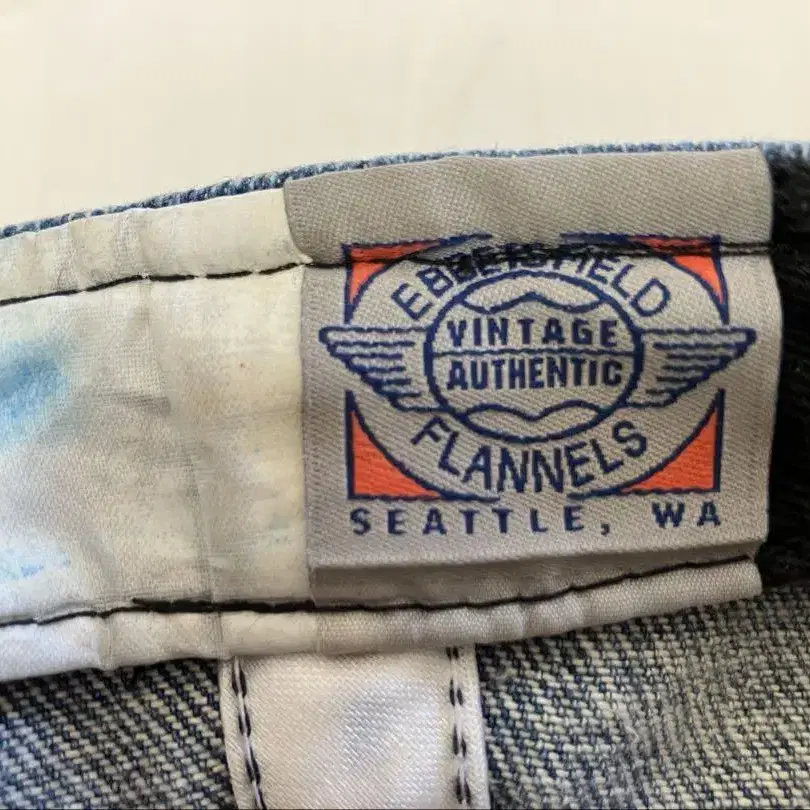 EBBETSFIELD
VINTAGE
AUTHENTIC
FLANNELS
SEATTLE, WA